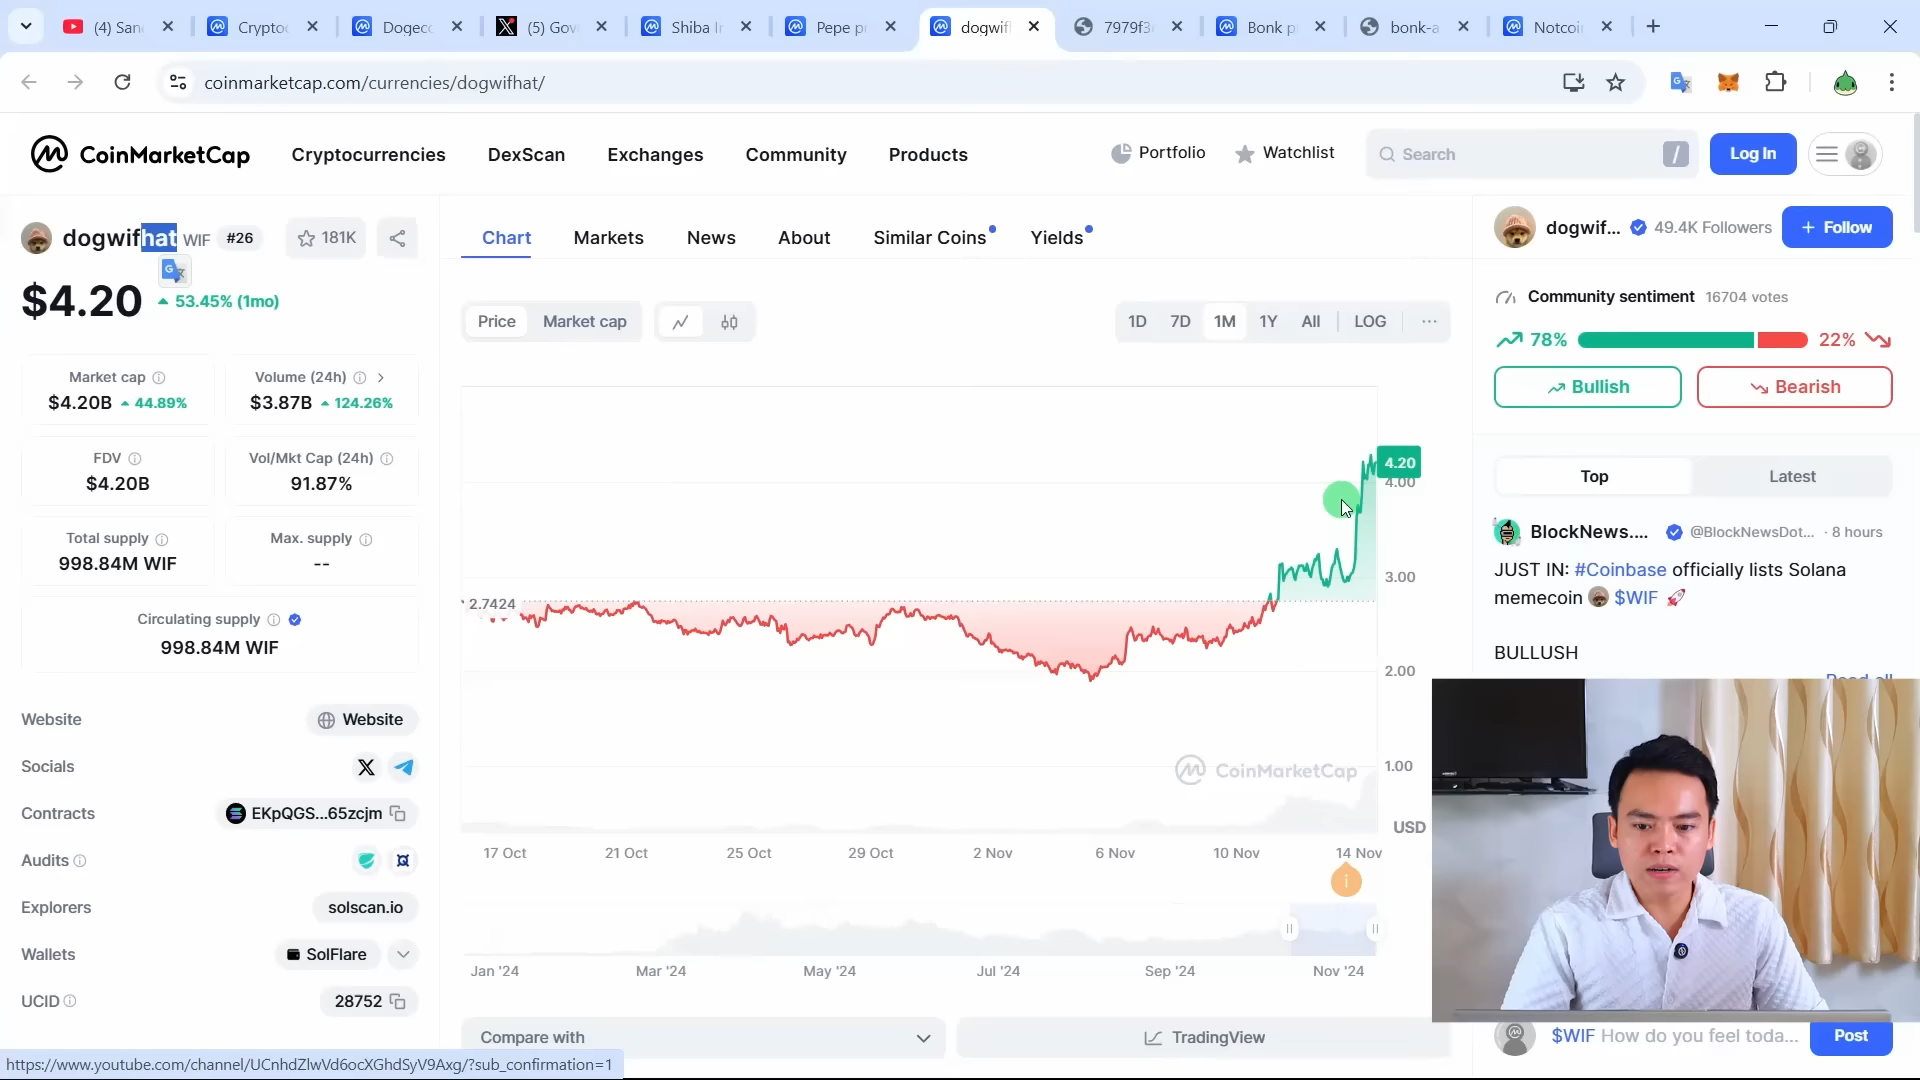 (4) San
Crypto
Dogec
(5) Gov
Shiba In
Pepe pr
dogwifl
7979f3
Bonk p
bonk-a
Notcoi
coinmarketcap.com/currencies/dogwifhat/
CoinMarketCap
Cryptocurrencies
DexScan
Exchanges
Community
Products
Portfolio
Watchlist
Search
/
Log In
dogwifhat WIF #26
181K
$4.20 53.45% (1mo)
Market cap
$4.20B 44.89%
Volume (24h)
$3.87B 124.26%
FDV
$4.20B
Vol/Mkt Cap (24h)
91.87%
Total supply
998.84M WIF
Max. supply
--
Circulating supply
998.84M WIF
Website
Website
Socials
Contracts
EKpQGS...65zcjm
Audits
Explorers
solscan.io
Wallets
SolFlare
UCID
28752
Chart
Markets
News
About
Similar Coins
Yields
Price
Market cap
1D
7D
1M
1Y
All
LOG
...
4.20
4.00
3.00
2.7424
2.00
1.00
CoinMarketCap
USD
17 Oct
21 Oct
25 Oct
29 Oct
2 Nov
6 Nov
10 Nov
14 Nov
Jan '24
Mar '24
May '24
Jul '24
Sep '24
Nov '24
Compare with
TradingView
dogwif...
49.4K Followers
+ Follow
Community sentiment 16704 votes
78%
22%
Bullish
Bearish
Top
Latest
BlockNews....
@BlockNewsDot...
· 8 hours
JUST IN: #Coinbase officially lists Solana
memecoin $WIF
BULLUSH
Read all
$WIF How do you feel toda...
Post
https://www.youtube.com/channel/UCnhdZlwVd6ocXGhdSyV9Axg/?sub_confirmation=1